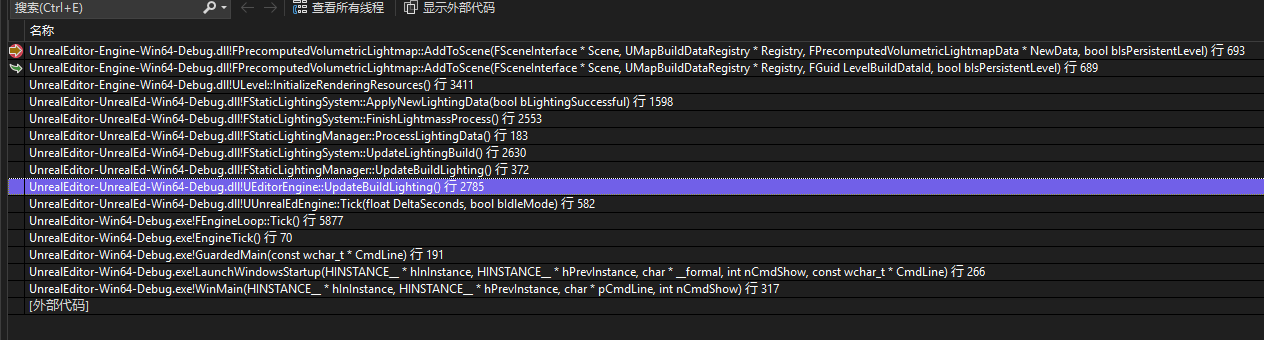 搜索(Ctrl+E) 查看所有线程 显示外部代码
名称
UnrealEditor-Engine-Win64-Debug.dll!FPrecomputedVolumetricLightmap::AddToScene(FSceneInterface * Scene, UMapBuildDataRegistry * Registry, FPrecomputedVolumetricLightmapData * NewData, bool bIsPersistentLevel) 行 693
UnrealEditor-Engine-Win64-Debug.dll!FPrecomputedVolumetricLightmap::AddToScene(FSceneInterface * Scene, UMapBuildDataRegistry * Registry, FGuid LevelBuildDataId, bool bIsPersistentLevel) 行 689
UnrealEditor-Engine-Win64-Debug.dll!ULevel::InitializeRenderingResources() 行 3411
UnrealEditor-UnrealEd-Win64-Debug.dll!FStaticLightingSystem::ApplyNewLightingData(bool bLightingSuccessful) 行 1598
UnrealEditor-UnrealEd-Win64-Debug.dll!FStaticLightingSystem::FinishLightmassProcess() 行 2553
UnrealEditor-UnrealEd-Win64-Debug.dll!FStaticLightingManager::ProcessLightingData() 行 183
UnrealEditor-UnrealEd-Win64-Debug.dll!FStaticLightingSystem::UpdateLightingBuild() 行 2630
UnrealEditor-UnrealEd-Win64-Debug.dll!FStaticLightingManager::UpdateBuildLighting() 行 372
UnrealEditor-UnrealEd-Win64-Debug.dll!UEditorEngine::UpdateBuildLighting() 行 2785
UnrealEditor-UnrealEd-Win64-Debug.dll!UUnrealEdEngine::Tick(float DeltaSeconds, bool bIdleMode) 行 582
UnrealEditor-Win64-Debug.exe!FEngineLoop::Tick() 行 5877
UnrealEditor-Win64-Debug.exe!EngineTick() 行 70
UnrealEditor-Win64-Debug.exe!GuardedMain(const wchar_t * CmdLine) 行 191
UnrealEditor-Win64-Debug.exe!LaunchWindowsStartup(HINSTANCE__ * hInInstance, HINSTANCE__ * hPrevInstance, char * __formal, int nCmdShow, const wchar_t * CmdLine) 行 266
UnrealEditor-Win64-Debug.exe!WinMain(HINSTANCE__ * hInInstance, HINSTANCE__ * hPrevInstance, char * pCmdLine, int nCmdShow) 行 317
[外部代码]